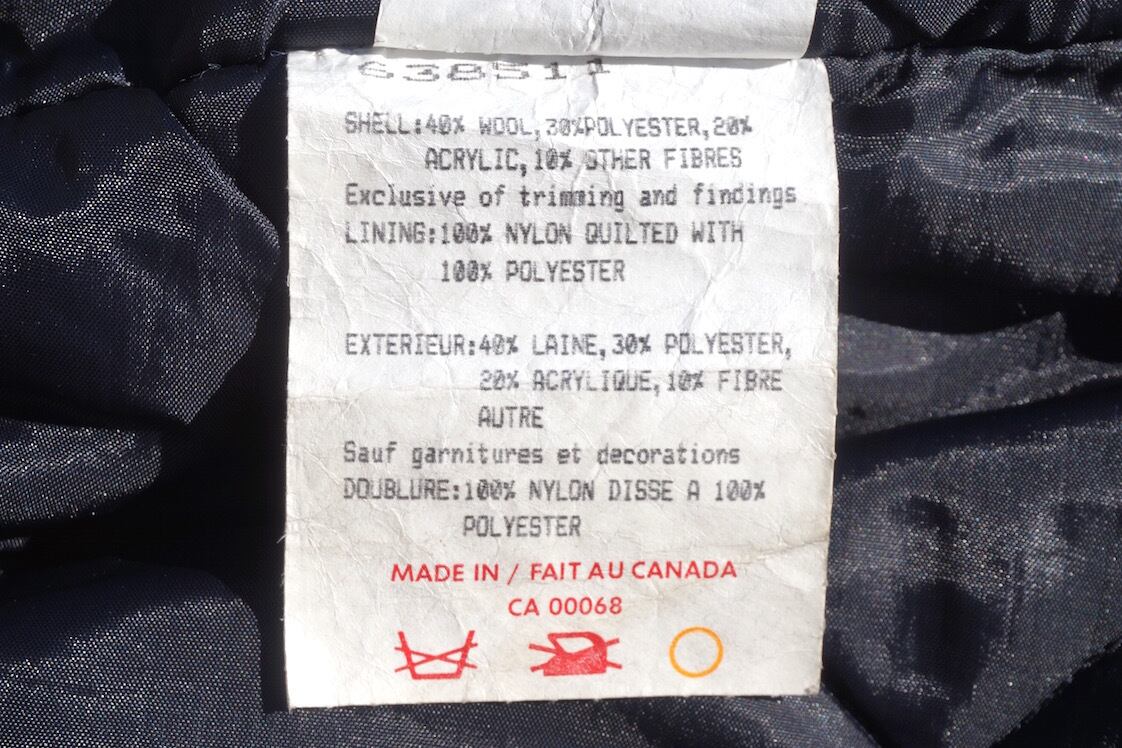 638511
SHELL:40% WOOL,30%POLYESTER,20%
ACRYLIC,10% OTHER FIBRES
Exclusive of trimming and findings
LINING:100% NYLON QUILTED WITH
100% POLYESTER
EXTERIEUR:40% LAINE,30% POLYESTER,
20% ACRYLIQUE,10% FIBRE
AUTRE
Sauf garnitures et decorations
DOUBLURE:100% NYLON DISSE A 100%
POLYESTER
MADE IN / FAIT AU CANADA
CA 00068